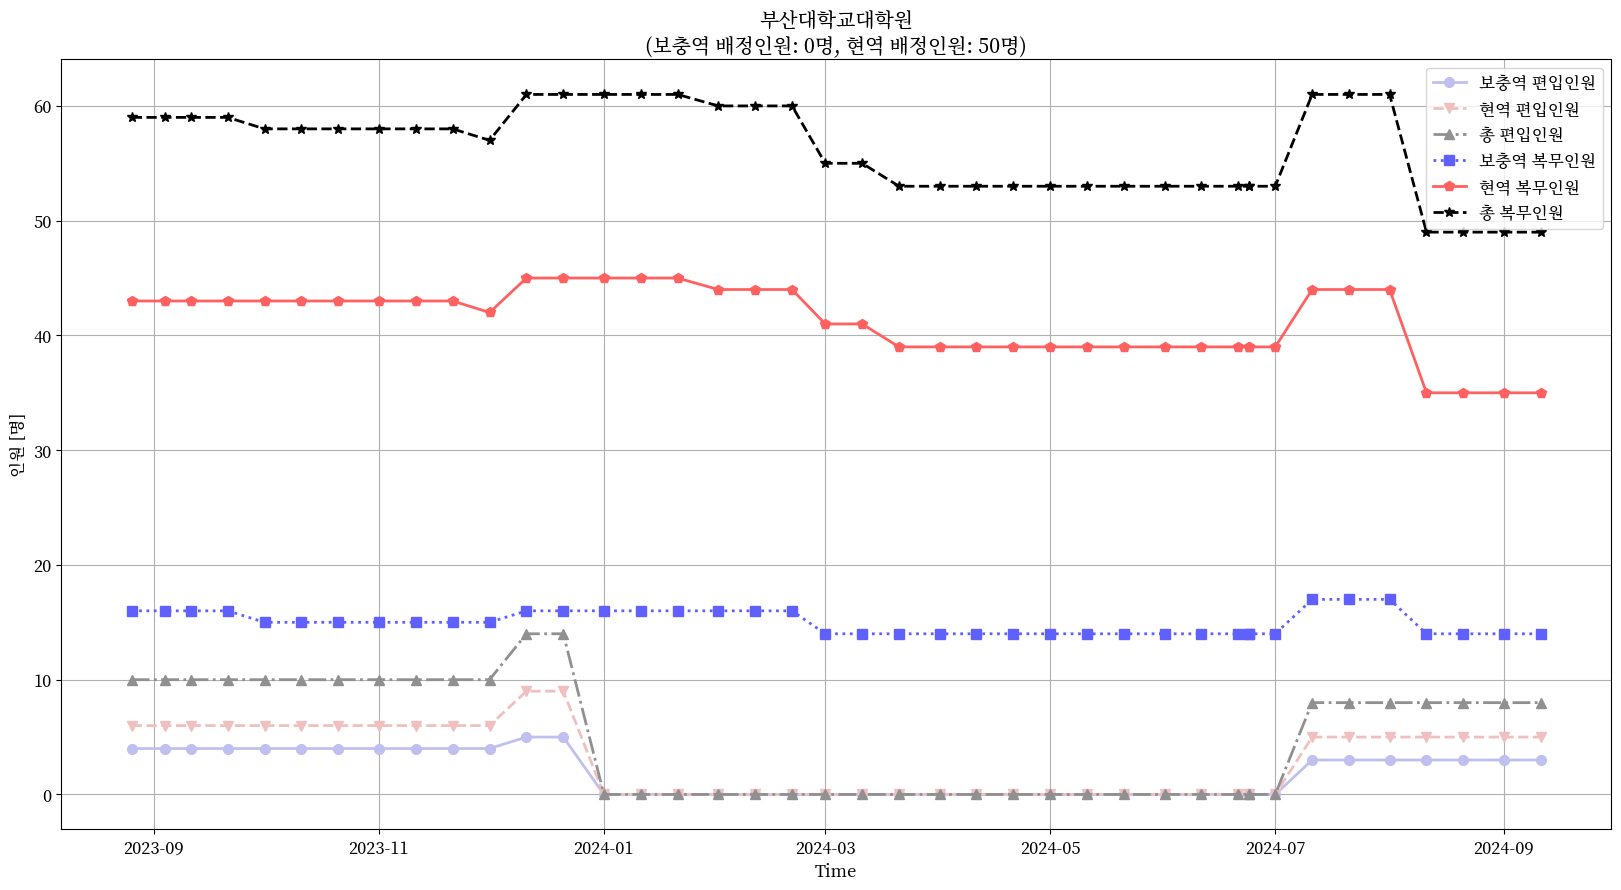 부산대학교대학원
(보충역 배정인원: 0명, 현역 배정인원: 50명)
보충역 편입인원
현역 편입인원
총 편입인원
보충역 복무인원
현역 복무인원
총 복무인원
인원 [명]
60
50
40
30
20
10
0
2023-09
2023-11
2024-01
2024-03
2024-05
2024-07
2024-09
Time